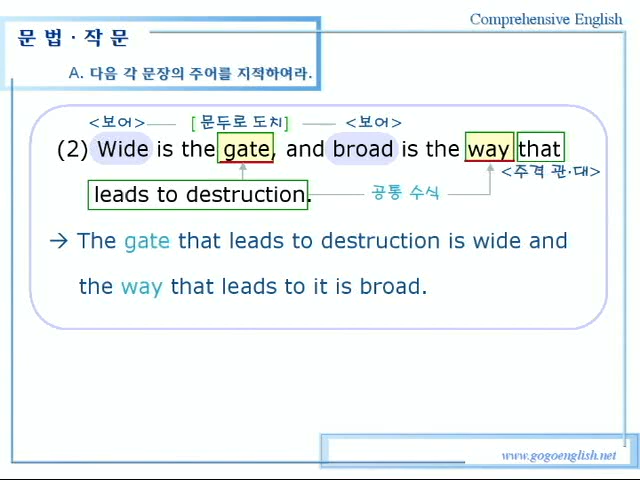 Comprehensive English
문 법 · 작 문
A. 다음 각 문장의 주어를 지적하여라.
<보어> [ 문두로 도치 ] <보어>
(2) Wide is the gate, and broad is the way that
<주격 관·대>
leads to destruction. 공통 수식
→ The gate that leads to destruction is wide and
the way that leads to it is broad.
www.gogoenglish.net